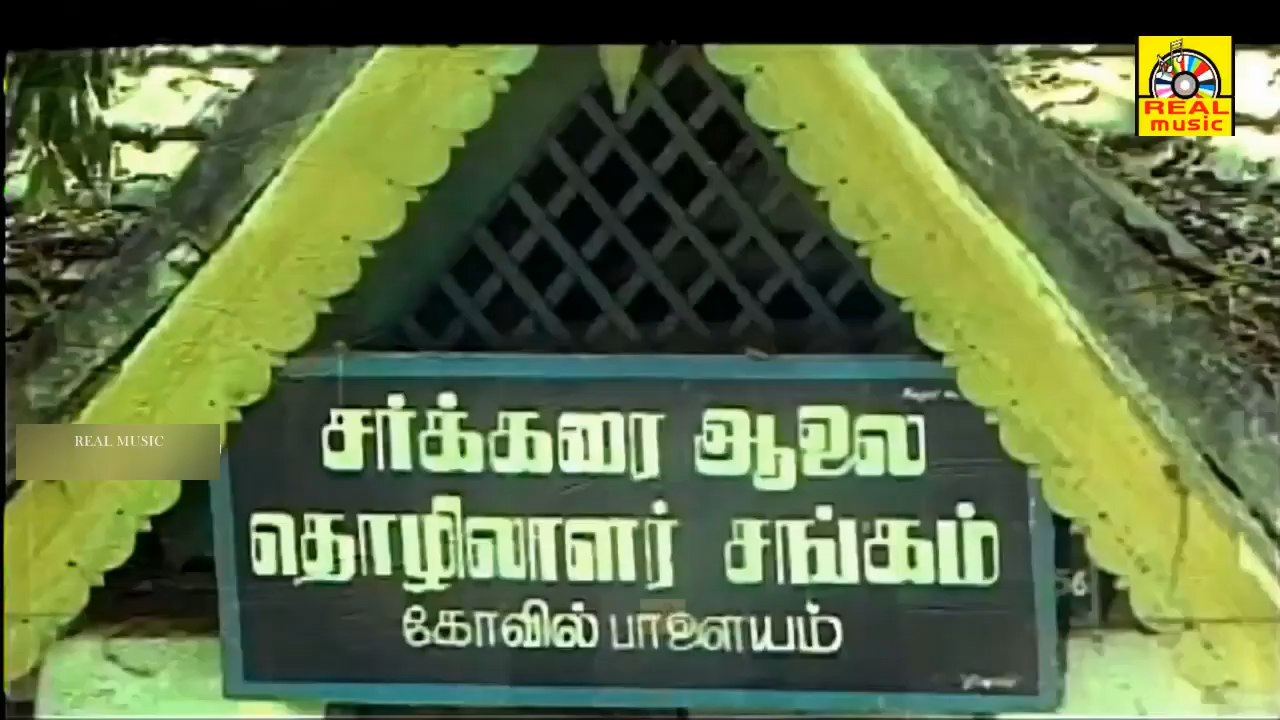 REAL
music
REAL MUSIC
சர்க்கரை ஆலை
தொழிலாளர் சங்கம்
கோவில் பாளையம்